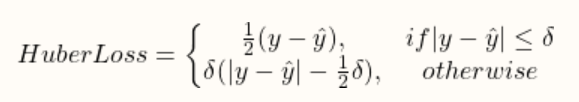 HuberLoss = { 1/2(y − ŷ), if|y − ŷ| ≤ δ
δ(|y − ŷ| − 1/2δ), otherwise